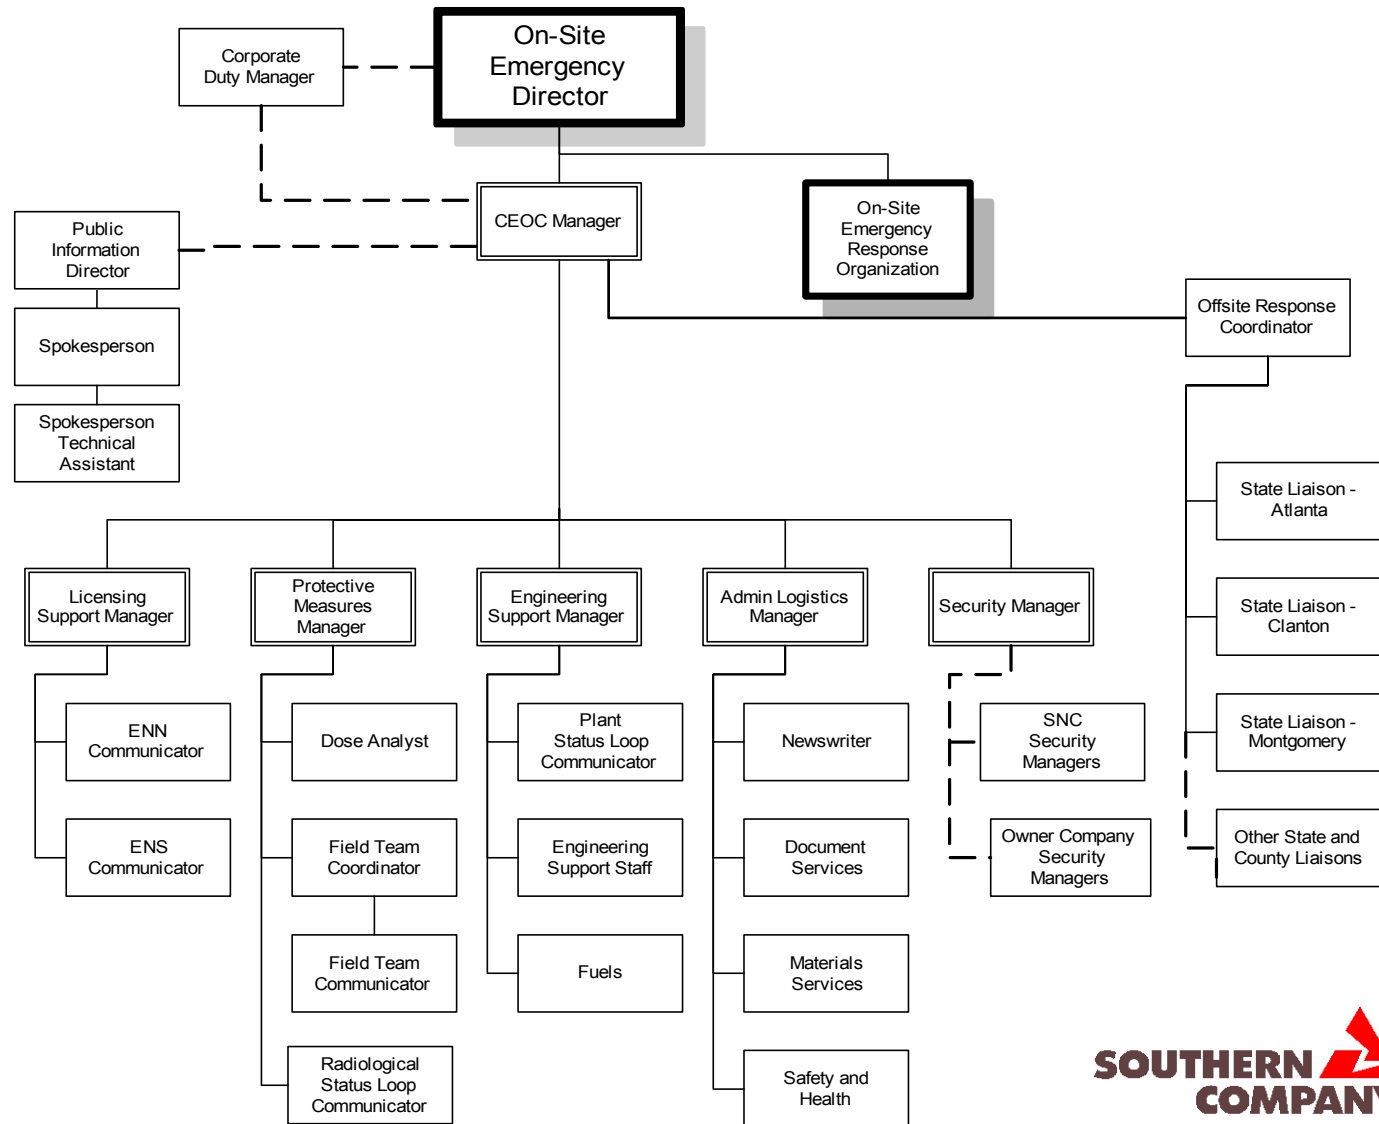 On-Site
Emergency
Director
Corporate
Duty Manager
CEOC Manager
On-Site
Emergency
Response
Organization
Public
Information
Director
Spokesperson
Spokesperson
Technical
Assistant
Offsite Response
Coordinator
State Liaison -
Atlanta
State Liaison -
Clanton
State Liaison -
Montgomery
Other State and
County Liaisons
Licensing
Support Manager
Protective
Measures
Manager
Engineering
Support Manager
Admin Logistics
Manager
Security Manager
ENN
Communicator
ENS
Communicator
Dose Analyst
Field Team
Coordinator
Field Team
Communicator
Radiological
Status Loop
Communicator
Plant
Status Loop
Communicator
Engineering
Support Staff
Fuels
Newswriter
Document
Services
Materials
Services
Safety and
Health
SNC
Security
Managers
Owner Company
Security
Managers
SOUTHERN
COMPANY